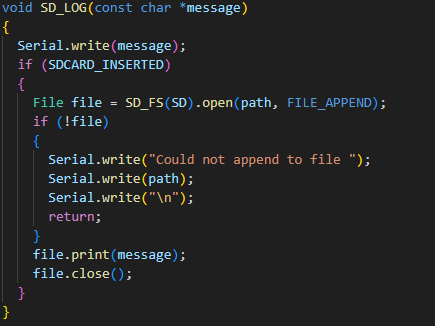 void SD_LOG(const char *message)
{
  Serial.write(message);
  if (SDCARD_INSERTED)
  {
    File file = SD_FS(SD).open(path, FILE_APPEND);
    if (!file)
    {
      Serial.write("Could not append to file ");
      Serial.write(path);
      Serial.write("\n");
      return;
    }
    file.print(message);
    file.close();
  }
}